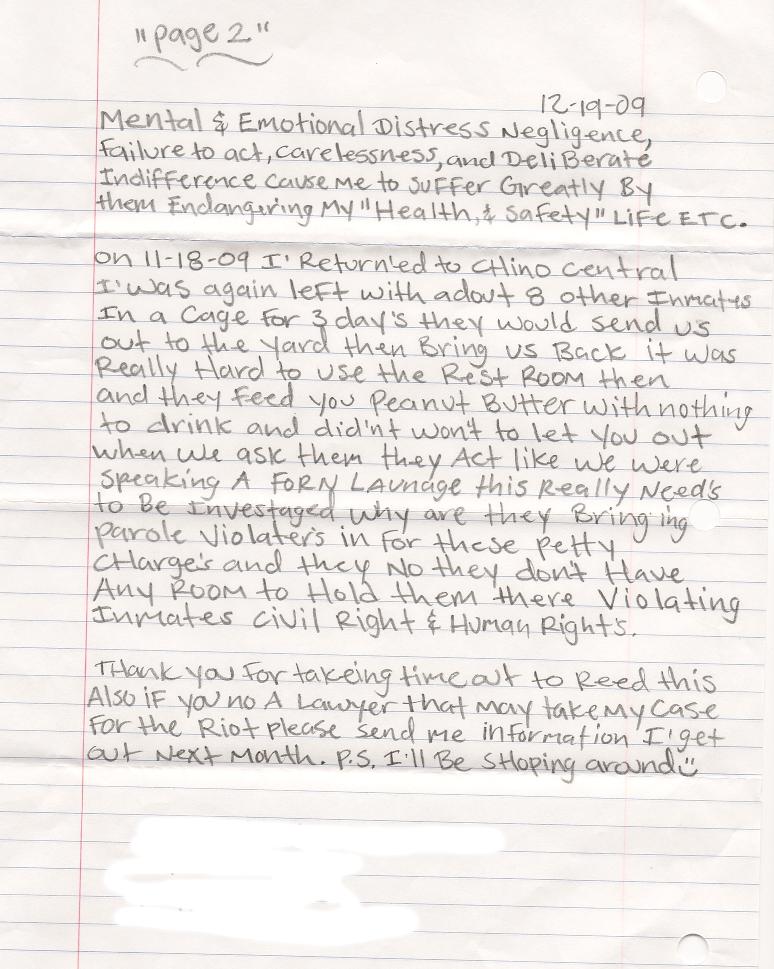 "page 2"
12-19-09
Mental & Emotional Distress Negligence,
Failure to act, carelessness, and DeliBerate
Indifference cause Me to suffer Greatly By
them Endangering My "Health, & Safety" LiFe ETC.
on 11-18-09 I' Return'ed to CHino central
I' was again left with adout 8 other Inmates
In a Cage for 3 day's they would send us
out to the yard then Bring us Back it was
Really Hard to use the Rest Room then
and they Feed you Peanut Butter with nothing
to drink and did'nt won't to let you out
when we ask them they Act like we were
speaking A FoRN LAunage this Really Need's
to Be Investaged why are they Bringing
parole Violater's in For these petty
CHarge's and they No they don't Have
Any Room to Hold them there Violating
Inmates civil Right & Human Right's.
THank you For takeing time out to Reed this
Also if you no A Lawyer that may take My Case
For the Riot please send me information I' get
out Next Month. P.S. I'll Be SHoping around